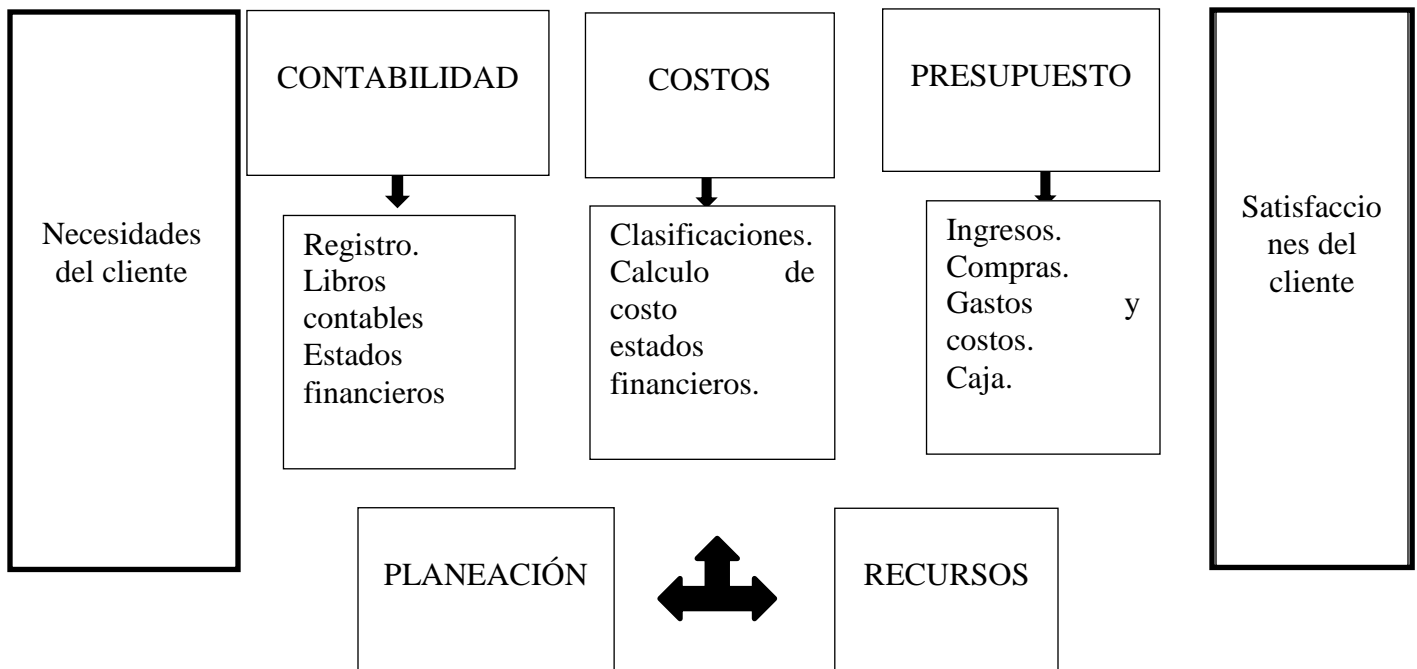 Necesidades
del cliente
CONTABILIDAD
Registro.
Libros
contables
Estados
financieros
COSTOS
Clasificaciones.
Calculo de
costo
estados
financieros.
PRESUPUESTO
Ingresos.
Compras.
Gastos y
costos.
Caja.
Satisfaccio
nes del
cliente
PLANEACIÓN
RECURSOS